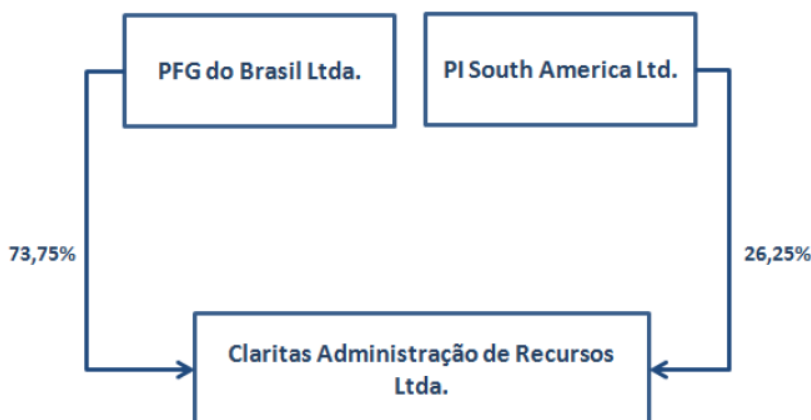 PFG do Brasil Ltda.
PI South America Ltd.
73,75%
26,25%
Claritas Administração de Recursos
Ltda.